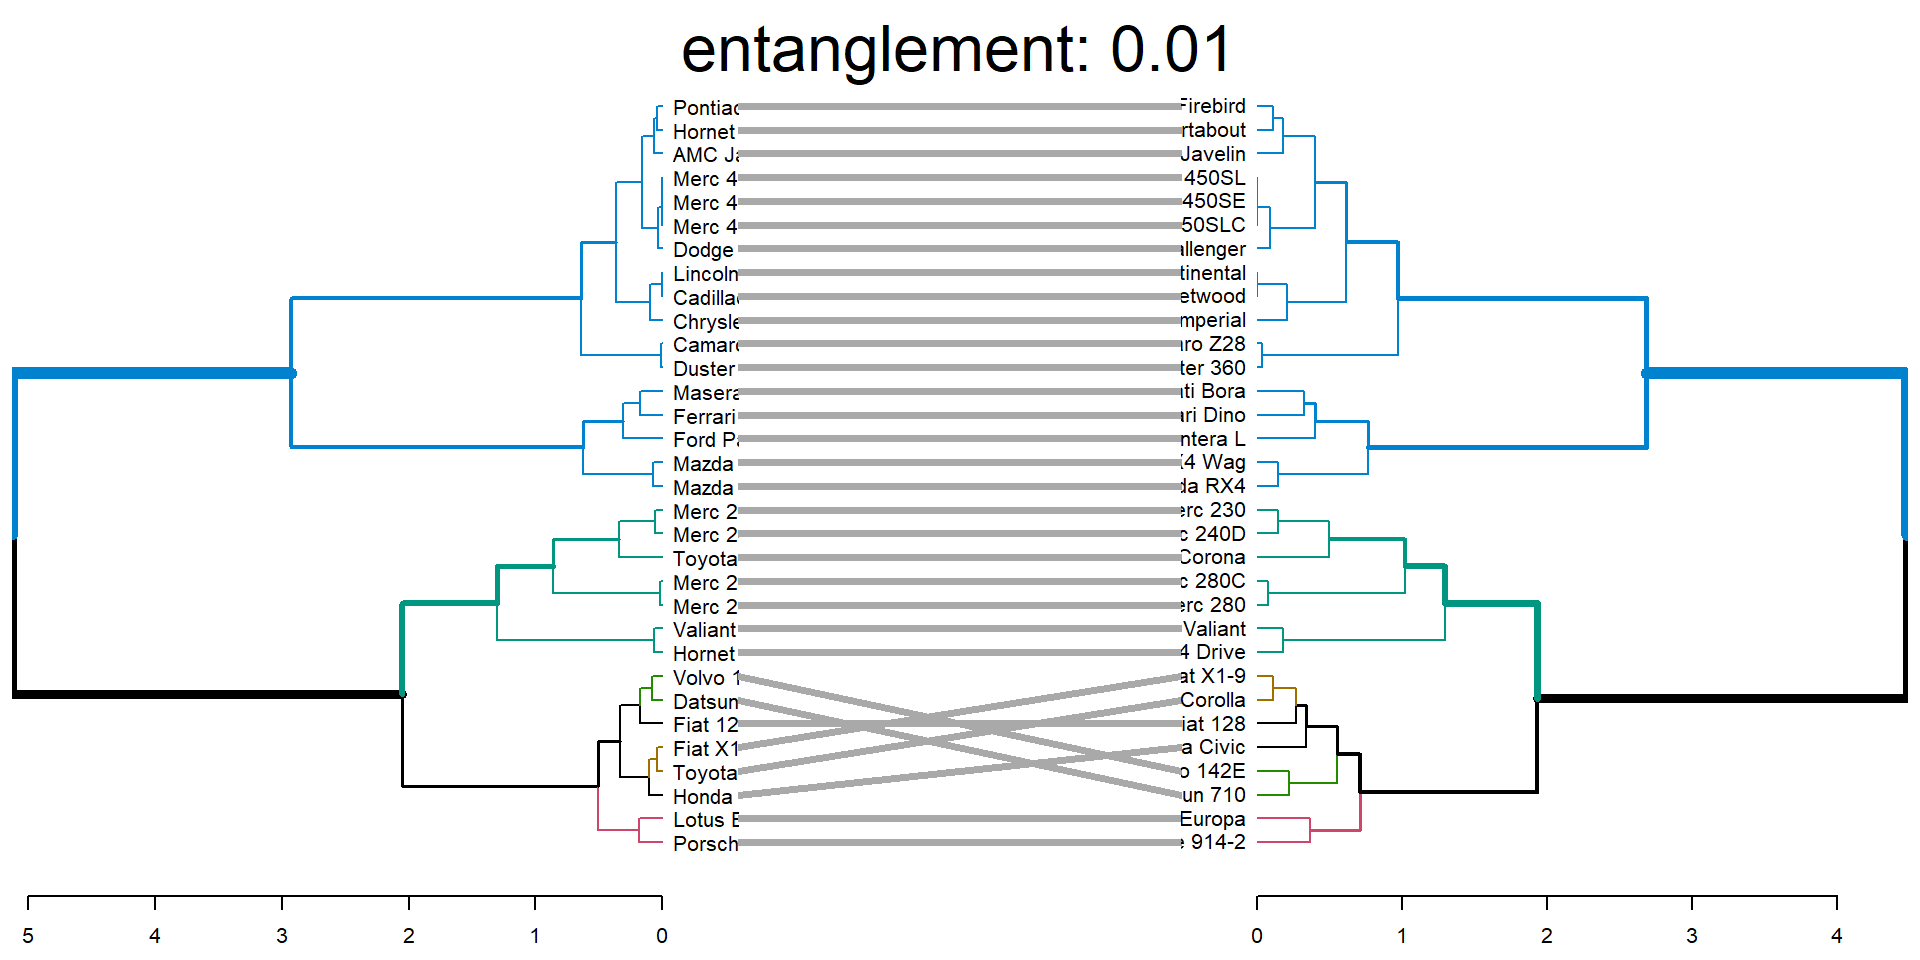 entanglement: 0.01
Pontiac Firebird
Hornet rtabout
AMC Ja Javelin
Merc 4 450SL
Merc 4 450SE
Merc 4 50SLC
Dodge allenger
Lincoln tinental
Cadillac etwood
Chrysle mperial
Camaro aro Z28
Duster ter 360
Masera ati Bora
Ferrari ari Dino
Ford Pa ntera L
Mazda X4 Wag
Mazda da RX4
Merc 2 erc 230
Merc 2 c 240D
Toyota Corona
Merc 2 c 280C
Merc 2 erc 280
Valiant Valiant
Hornet 4 Drive
Volvo 1 at X1-9
Datsun Corolla
Fiat 12 iat 128
Fiat X1 a Civic
Toyota o 142E
Honda un 710
Lotus E Europa
Porsch e 914-2
5 4 3 2 1 0 0 1 2 3 4